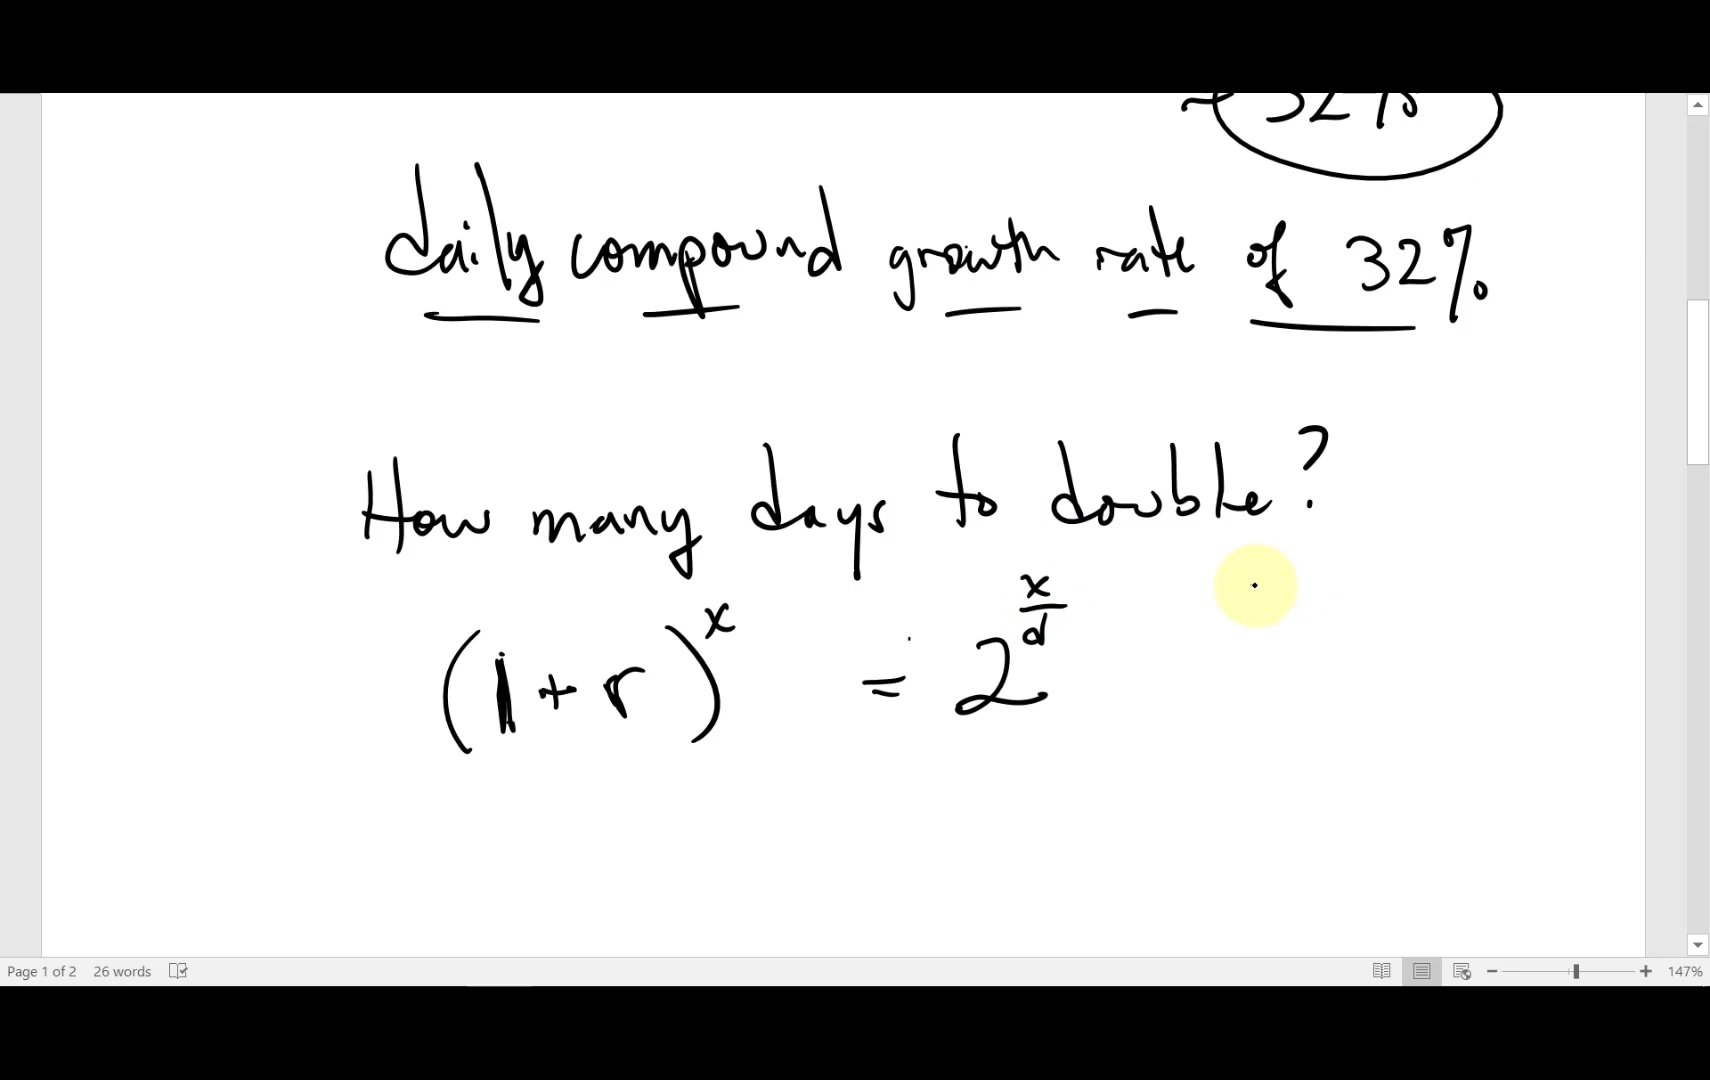 ~ 32%
daily compound growth rate of 32%
How many days to double?
(1 + r)^x = 2^(x/d)
Page 1 of 2 26 words 147%